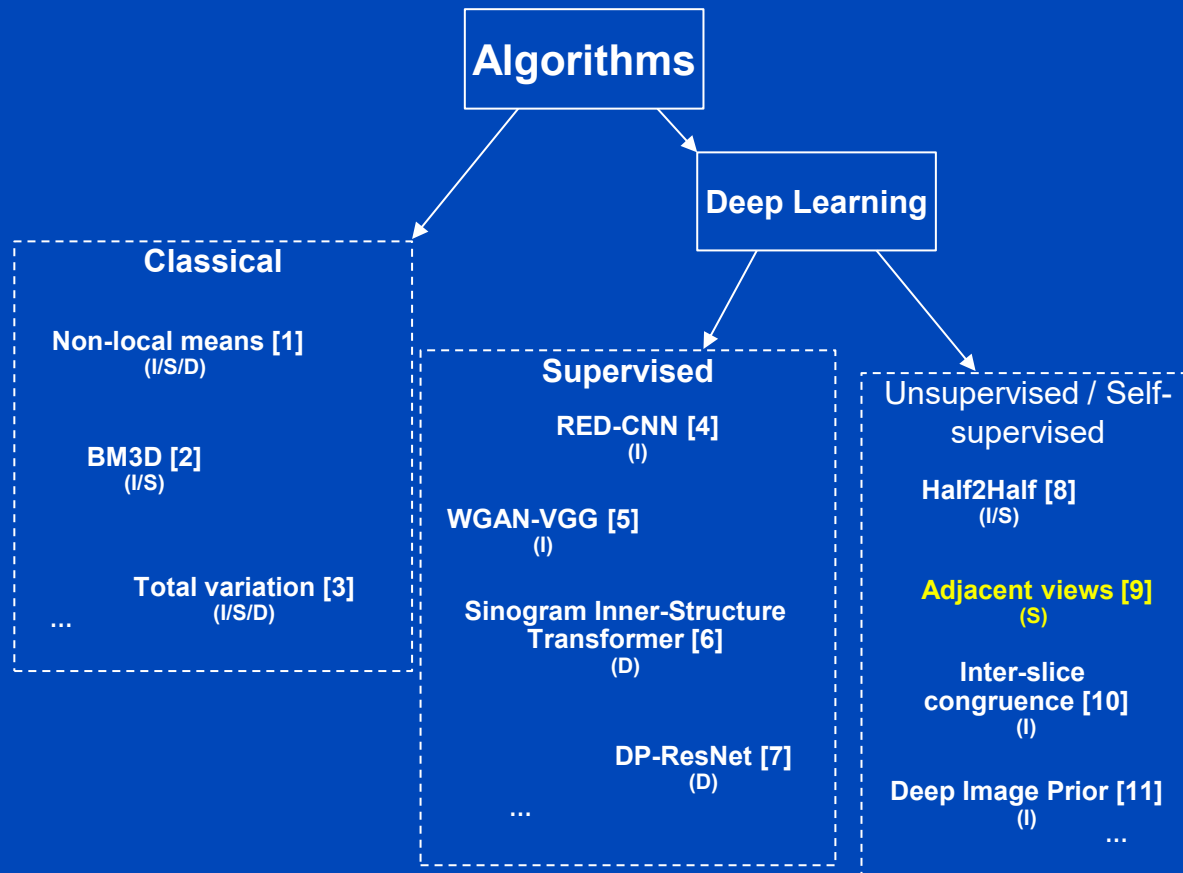 Algorithms
Deep Learning
Classical
Non-local means [1]
(I/S/D)
BM3D [2]
(I/S)
Total variation [3]
(I/S/D)
...
Supervised
RED-CNN [4]
(I)
WGAN-VGG [5]
(I)
Sinogram Inner-Structure
Transformer [6]
(D)
DP-ResNet [7]
(D)
...
Unsupervised / Self-
supervised
Half2Half [8]
(I/S)
Adjacent views [9]
(S)
Inter-slice
congruence [10]
(I)
Deep Image Prior [11]
(I)
...